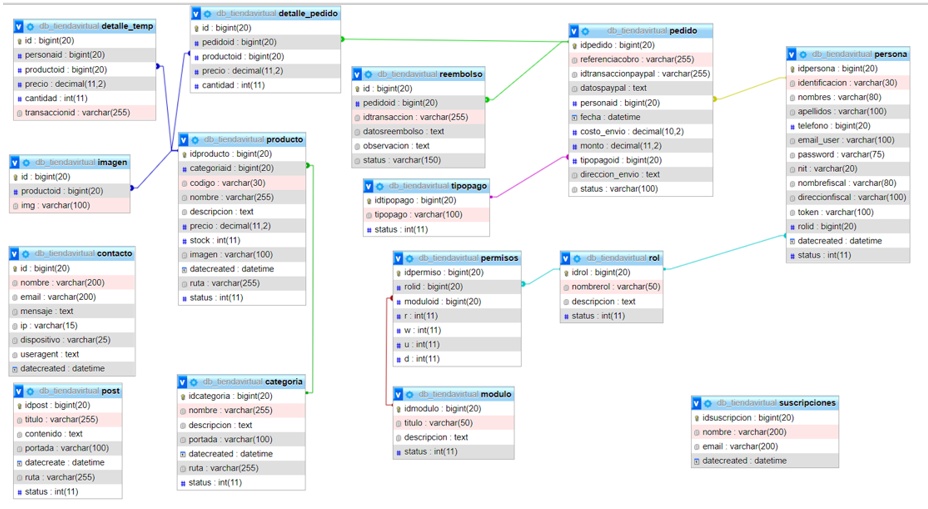 db_tiendavirtual detalle_temp
id : bigint(20)
personaid : bigint(20)
productoid : bigint(20)
precio : decimal(11,2)
cantidad : int(11)
transaccionid : varchar(255)
db_tiendavirtual detalle_pedido
id : bigint(20)
pedidoid : bigint(20)
productoid : bigint(20)
precio : decimal(11,2)
cantidad : int(11)
db_tiendavirtual pedido
idpedido : bigint(20)
referenciacobro : varchar(255)
idtransaccionpaypal : varchar(255)
datospaypal : text
personaid : bigint(20)
fecha : datetime
costo_envio : decimal(10,2)
monto : decimal(11,2)
tipopagoid : bigint(20)
direccion_envio : text
status : varchar(100)
db_tiendavirtual persona
idpersona : bigint(20)
identificacion : varchar(30)
nombres : varchar(80)
apellidos : varchar(100)
telefono : bigint(20)
email_user : varchar(100)
password : varchar(75)
nit : varchar(20)
nombrefiscal : varchar(80)
direccionfiscal : varchar(100)
token : varchar(100)
rolid : bigint(20)
datecreated : datetime
status : int(11)
db_tiendavirtual reembolso
id : bigint(20)
pedidoid : bigint(20)
idtransaccion : varchar(255)
datosreembolso : text
observacion : text
status : varchar(150)
db_tiendavirtual producto
idproducto : bigint(20)
categoriaid : bigint(20)
codigo : varchar(30)
nombre : varchar(255)
descripcion : text
precio : decimal(11,2)
stock : int(11)
imagen : varchar(100)
datecreated : datetime
ruta : varchar(255)
status : int(11)
db_tiendavirtual imagen
id : bigint(20)
productoid : bigint(20)
img : varchar(100)
db_tiendavirtual tipopago
idtipopago : bigint(20)
tipopago : varchar(100)
status : int(11)
db_tiendavirtual contacto
id : bigint(20)
nombre : varchar(200)
email : varchar(200)
mensaje : text
ip : varchar(15)
dispositivo : varchar(25)
useragent : text
datecreated : datetime
db_tiendavirtual permisos
idpermiso : bigint(20)
rolid : bigint(20)
moduloid : bigint(20)
r : int(11)
w : int(11)
u : int(11)
d : int(11)
db_tiendavirtual rol
idrol : bigint(20)
nombrerol : varchar(50)
descripcion : text
status : int(11)
db_tiendavirtual post
idpost : bigint(20)
titulo : varchar(255)
contenido : text
portada : varchar(100)
datecreate : datetime
ruta : varchar(255)
status : int(11)
db_tiendavirtual categoria
idcategoria : bigint(20)
nombre : varchar(255)
descripcion : text
portada : varchar(100)
datecreated : datetime
ruta : varchar(255)
status : int(11)
db_tiendavirtual modulo
idmodulo : bigint(20)
titulo : varchar(50)
descripcion : text
status : int(11)
db_tiendavirtual suscripciones
idsuscripcion : bigint(20)
nombre : varchar(200)
email : varchar(200)
datecreated : datetime